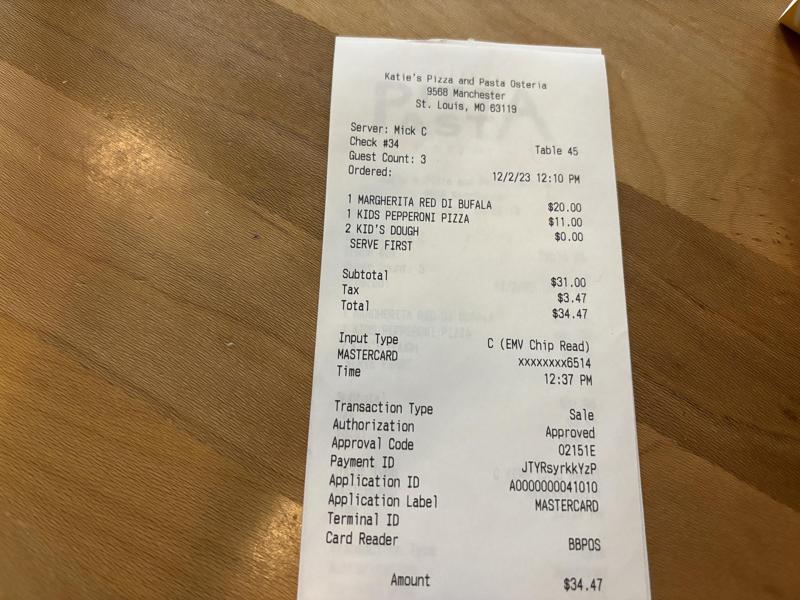 Katie's Pizza and Pasta Osteria
9568 Manchester
St. Louis, MO 63119
Server: Mick C
Check #34 Table 45
Guest Count: 3
Ordered: 12/2/23 12:10 PM
1 MARGHERITA RED DI BUFALA $20.00
1 KIDS PEPPERONI PIZZA $11.00
2 KID'S DOUGH $0.00
SERVE FIRST
Subtotal $31.00
Tax $3.47
Total $34.47
Input Type C (EMV Chip Read)
MASTERCARD xxxxxxxx6514
Time 12:37 PM
Transaction Type Sale
Authorization Approved
Approval Code 02151E
Payment ID JTYRsyrkkYzP
Application ID A0000000041010
Application Label MASTERCARD
Terminal ID
Card Reader BBPOS
Amount $34.47